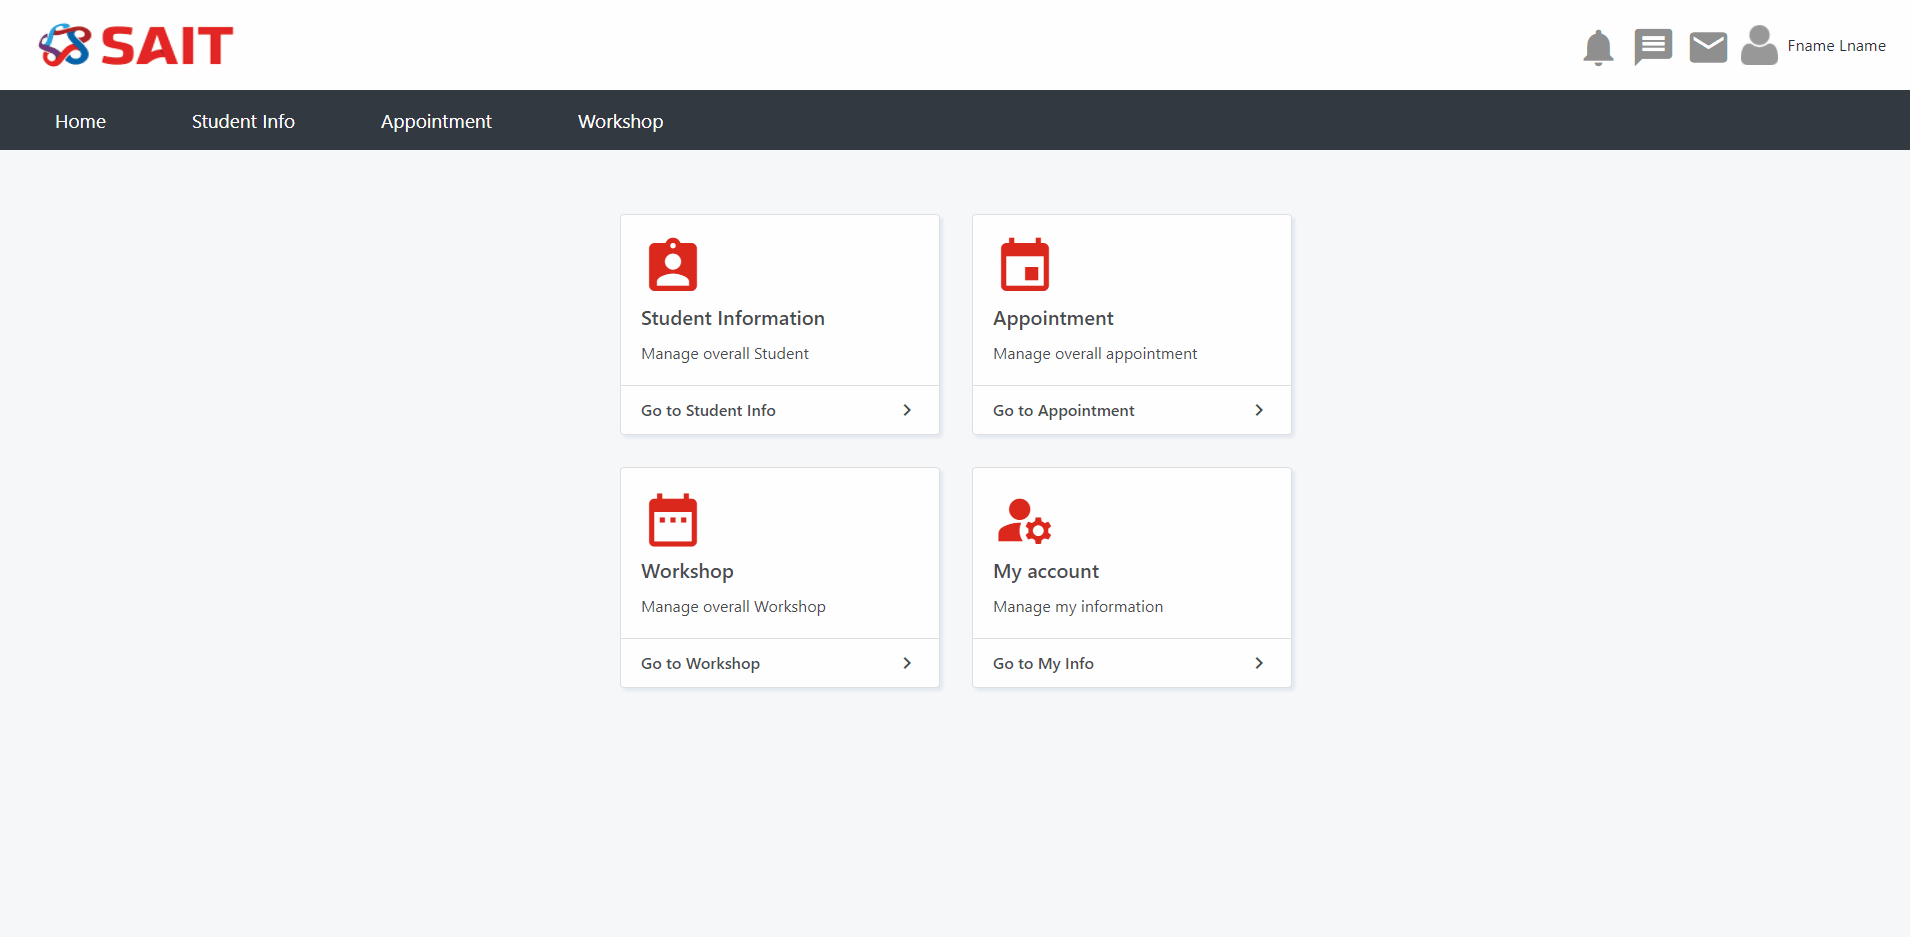 SAIT
Fname Lname
Home Student Info Appointment Workshop
Student Information
Manage overall Student
Go to Student Info
Appointment
Manage overall appointment
Go to Appointment
Workshop
Manage overall Workshop
Go to Workshop
My account
Manage my information
Go to My Info